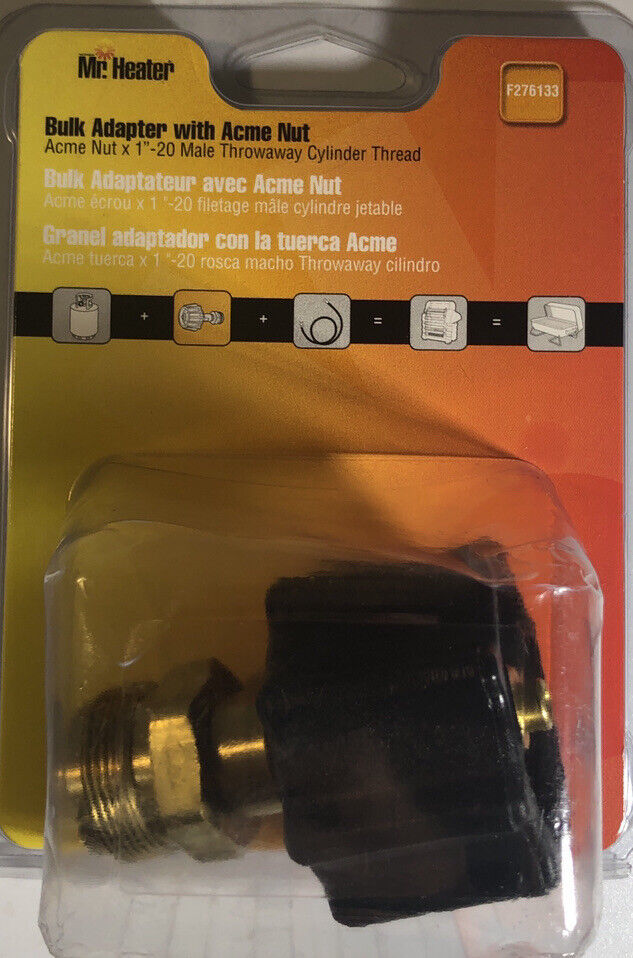 Mr. Heater
F276133
Bulk Adapter with Acme Nut
Acme Nut x 1"-20 Male Throwaway Cylinder Thread
Bulk Adaptateur avec Acme Nut
Acme écrou x 1 "-20 filetage mâle cylindre jetable
Granel adaptador con la tuerca Acme
Acme tuerca x 1 "-20 rosca macho Throwaway cilindro
+ + = =